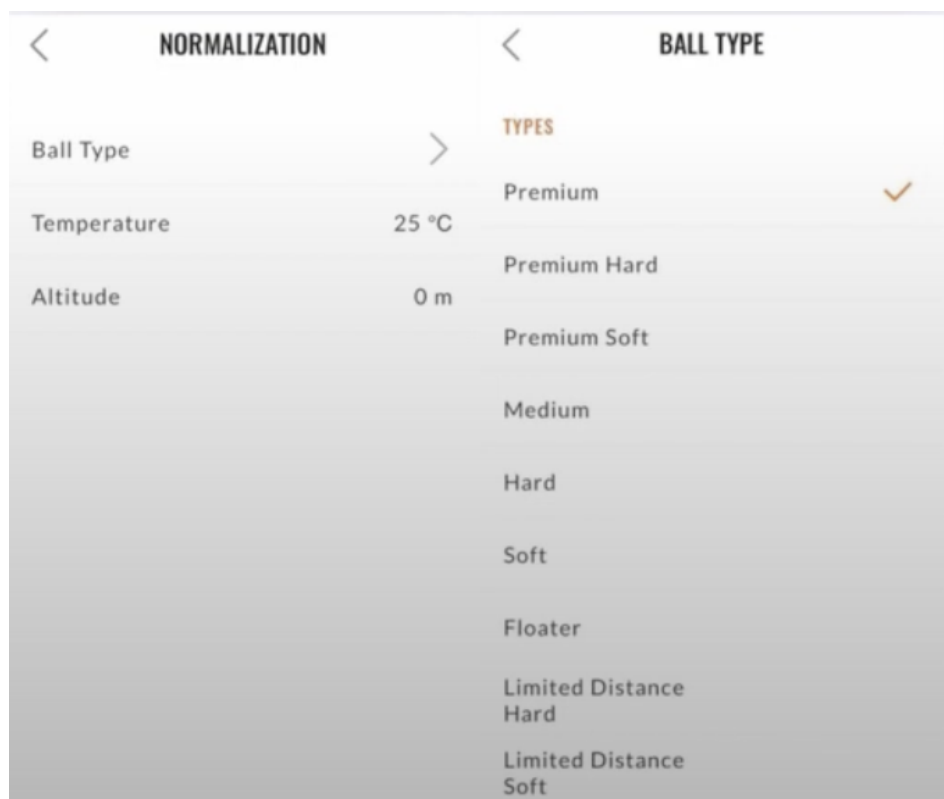 NORMALIZATION
Ball Type
Temperature 25 °C
Altitude 0 m
BALL TYPE
TYPES
Premium
Premium Hard
Premium Soft
Medium
Hard
Soft
Floater
Limited Distance
Hard
Limited Distance
Soft